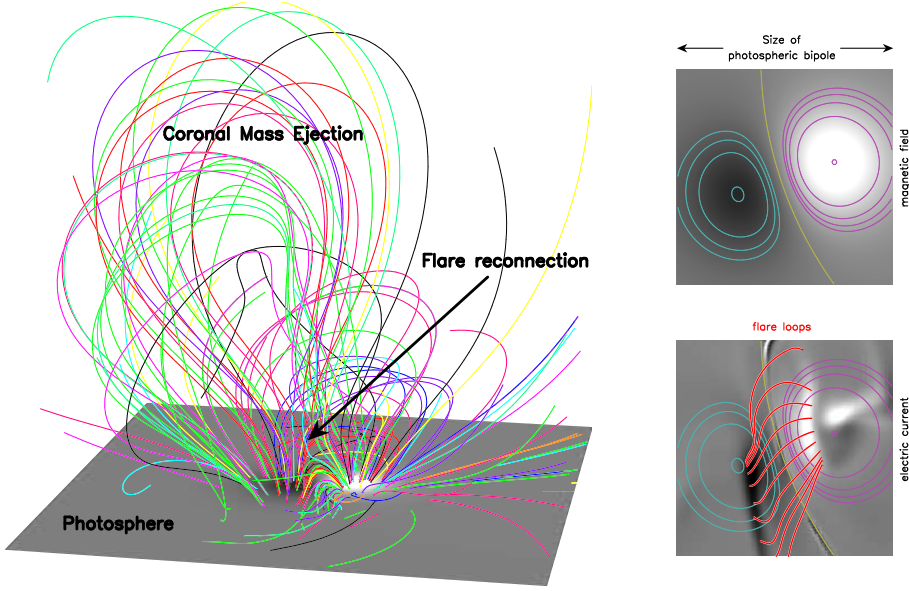 Coronal Mass Ejection
Flare reconnection
Photosphere
Size of
photospheric bipole
magnetic field
flare loops
electric current